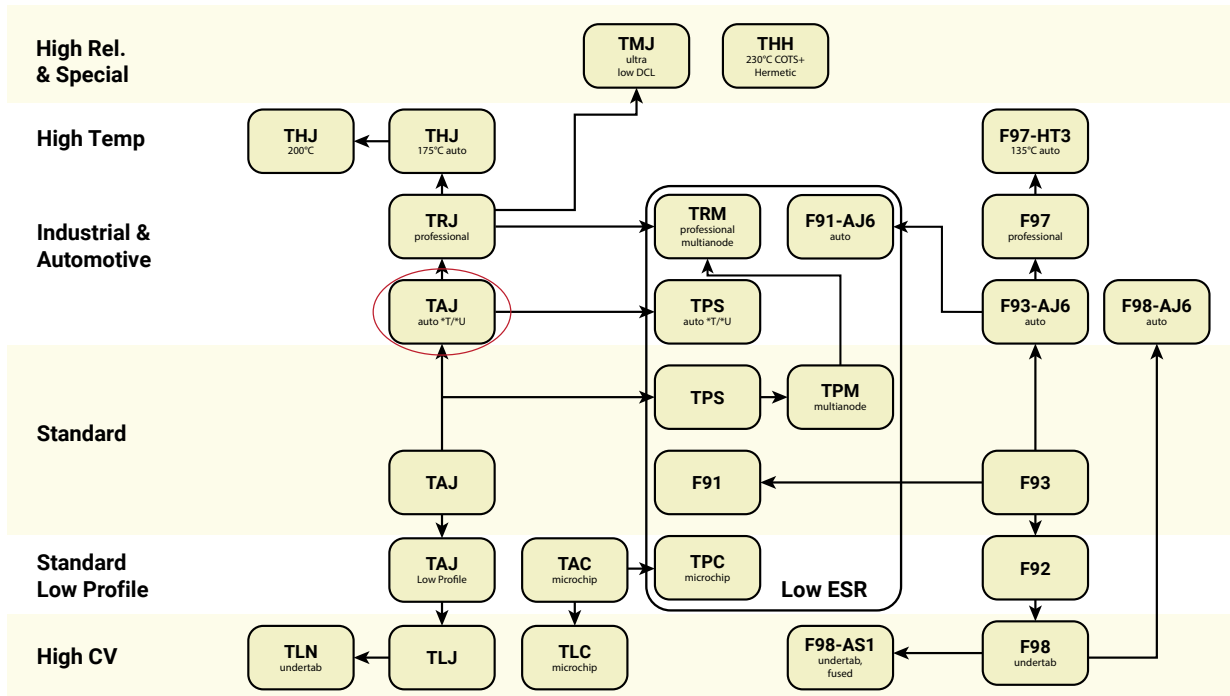 High Rel.
& Special
TMJ
ultra
low DCL
THH
230°C COTS+
Hermetic
High Temp
THJ
200°C
THJ
175°C auto
F97-HT3
135°C auto
Industrial &
Automotive
TRJ
professional
TRM
professional
multianode
F91-AJ6
auto
F97
professional
TAJ
auto *T/*U
TPS
auto *T/*U
F93-AJ6
auto
F98-AJ6
auto
Standard
TPS
TPM
multianode
TAJ
F91
F93
Standard
Low Profile
TAJ
Low Profile
TAC
microchip
TPC
microchip
Low ESR
F92
High CV
TLN
undertab
TLJ
TLC
microchip
F98-AS1
undertab,
fused
F98
undertab